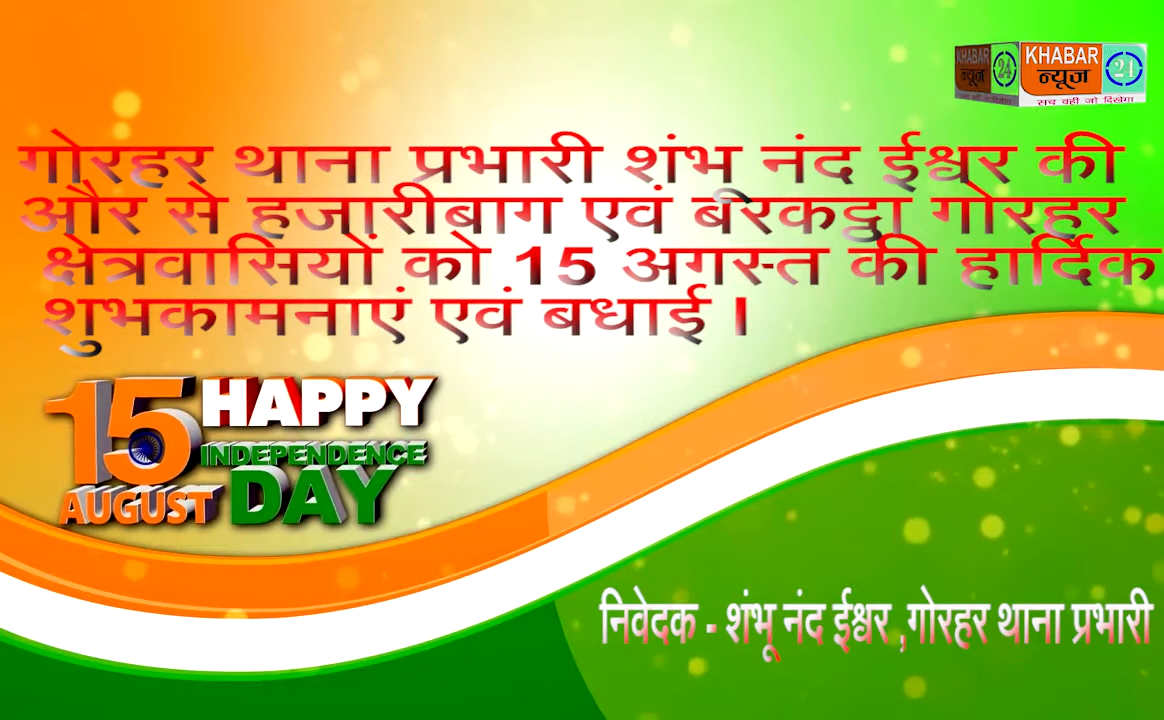 KHABAR
न्यूज
24
KHABAR
न्यूज
24
सच वही जो दिखेगा
गोरहर थाना प्रभारी शंभू नंद ईश्वर की
और से हजारीबाग एवं बरकट्ठा गोरहर
क्षेत्रवासियों को 15 अगस्त की हार्दिक
शुभकामनाएं एवं बधाई ।
15 HAPPY
INDEPENDENCE
AUGUST DAY
निवेदक - शंभू नंद ईश्वर ,गोरहर थाना प्रभारी